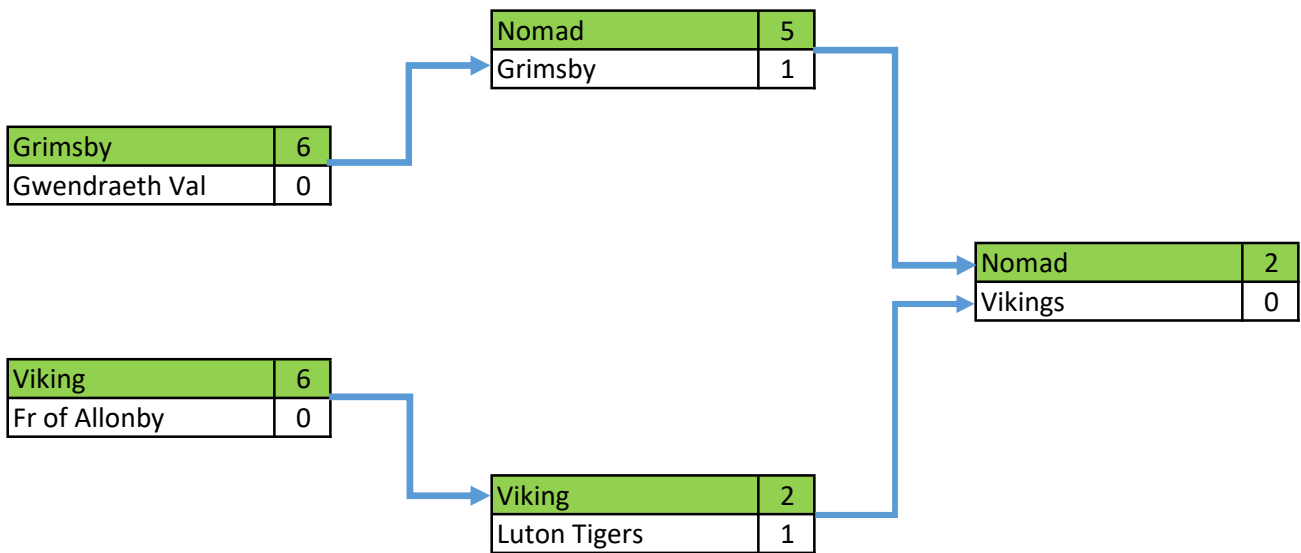 Nomad 5
Grimsby 1
Grimsby 6
Gwendraeth Val 0
Nomad 2
Vikings 0
Viking 6
Fr of Allonby 0
Viking 2
Luton Tigers 1